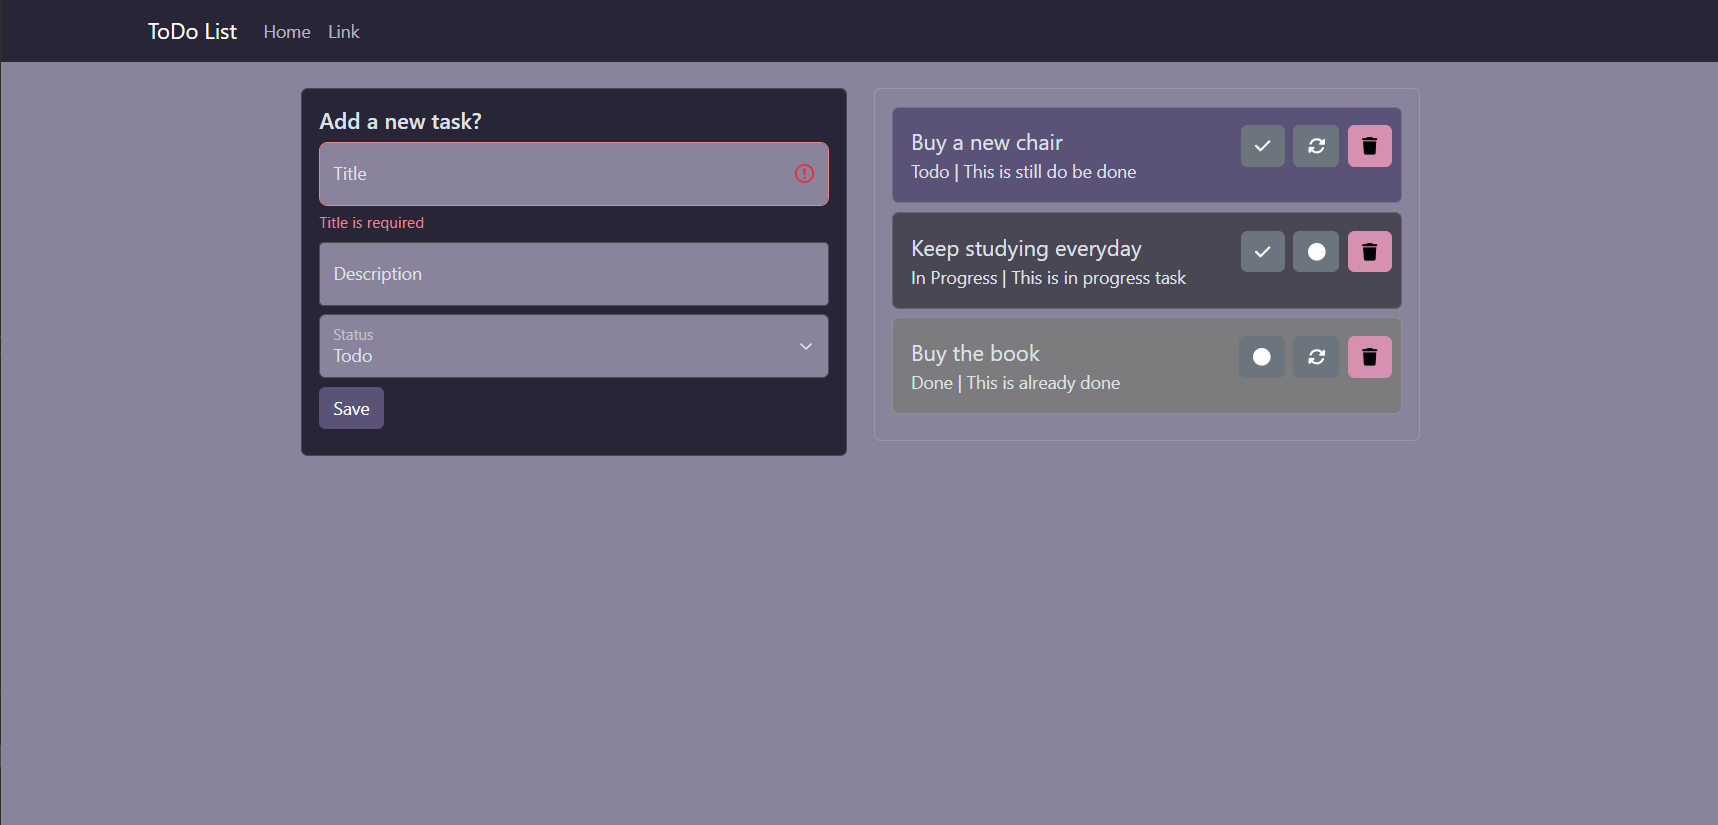 ToDo List Home Link
Add a new task?
Title
Title is required
Description
Status
Todo
Save
Buy a new chair
Todo | This is still do be done
Keep studying everyday
In Progress | This is in progress task
Buy the book
Done | This is already done